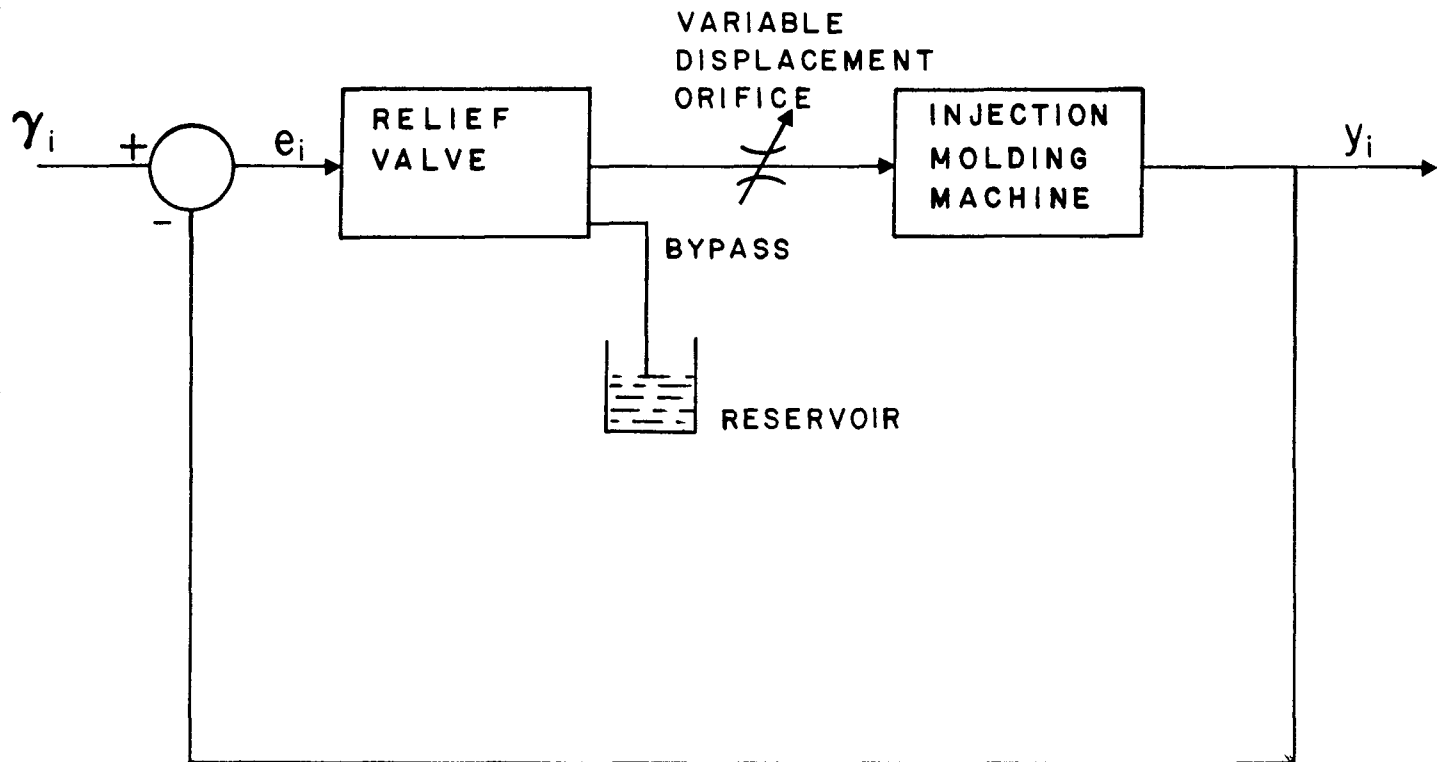 VARIABLE
DISPLACEMENT
ORIFICE
γi
+
-
ei
RELIEF
VALVE
INJECTION
MOLDING
MACHINE
yi
BYPASS
RESERVOIR